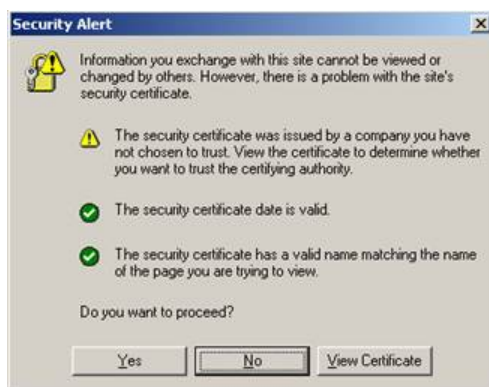 Security Alert
Information you exchange with this site cannot be viewed or
changed by others. However, there is a problem with the site's
security certificate.
The security certificate was issued by a company you have
not chosen to trust. View the certificate to determine whether
you want to trust the certifying authority.
The security certificate date is valid.
The security certificate has a valid name matching the name
of the page you are trying to view.
Do you want to proceed?
Yes No View Certificate